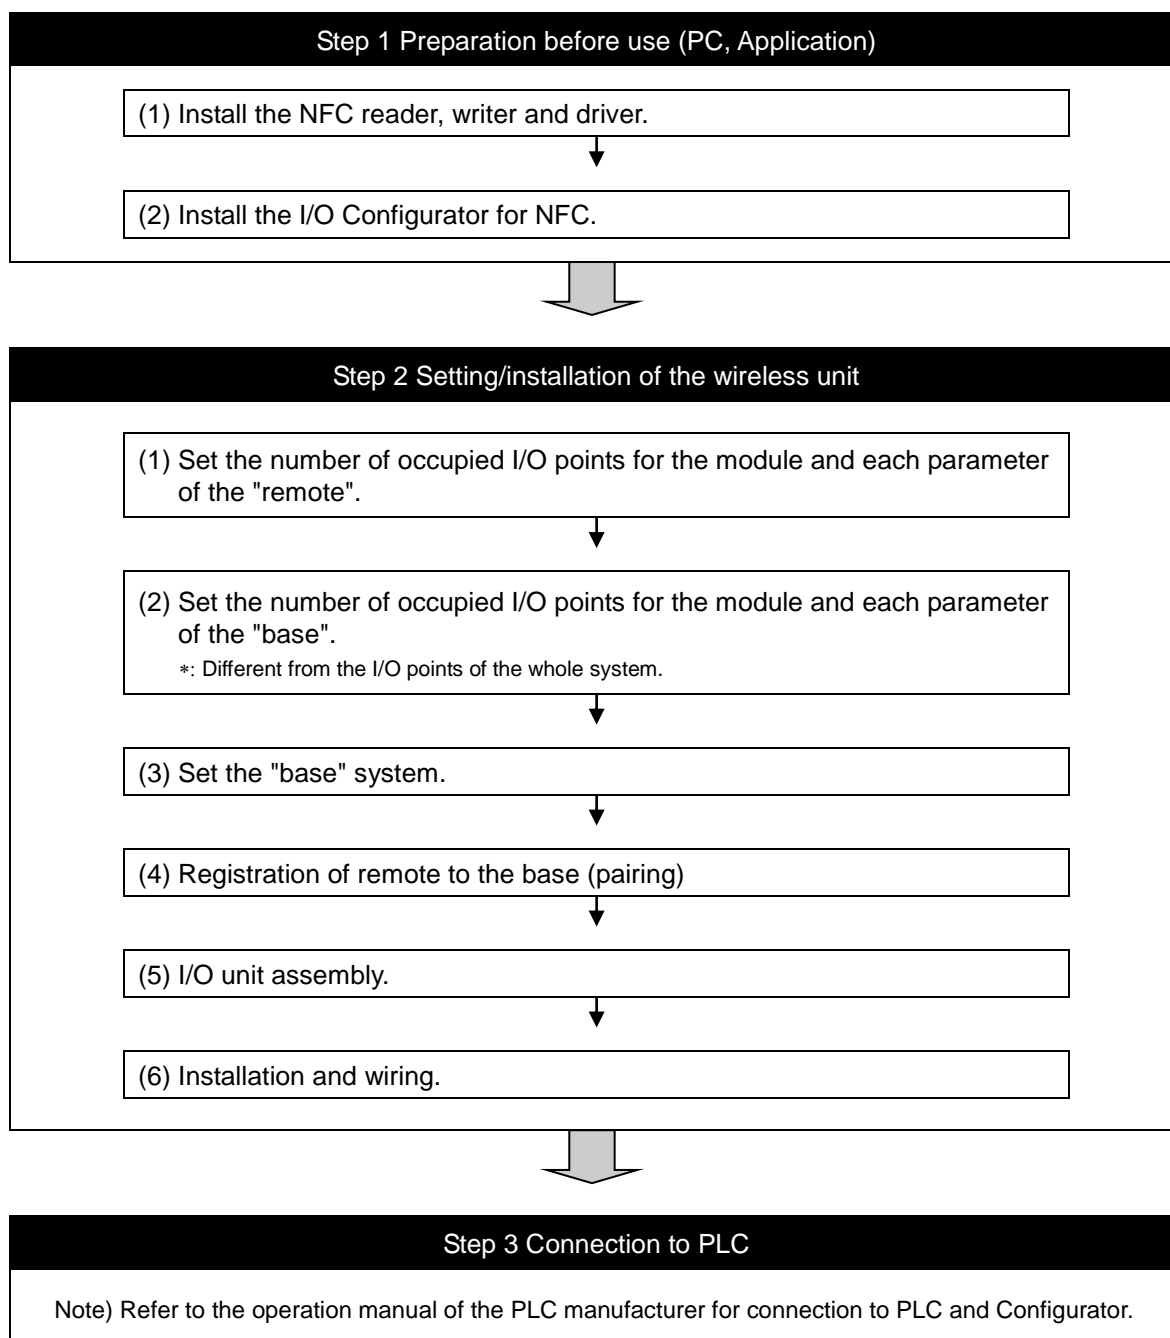 Step 1 Preparation before use (PC, Application)
(1) Install the NFC reader, writer and driver.
(2) Install the I/O Configurator for NFC.
Step 2 Setting/installation of the wireless unit
(1) Set the number of occupied I/O points for the module and each parameter
of the "remote".
(2) Set the number of occupied I/O points for the module and each parameter
of the "base".
*: Different from the I/O points of the whole system.
(3) Set the "base" system.
(4) Registration of remote to the base (pairing)
(5) I/O unit assembly.
(6) Installation and wiring.
Step 3 Connection to PLC
Note) Refer to the operation manual of the PLC manufacturer for connection to PLC and Configurator.